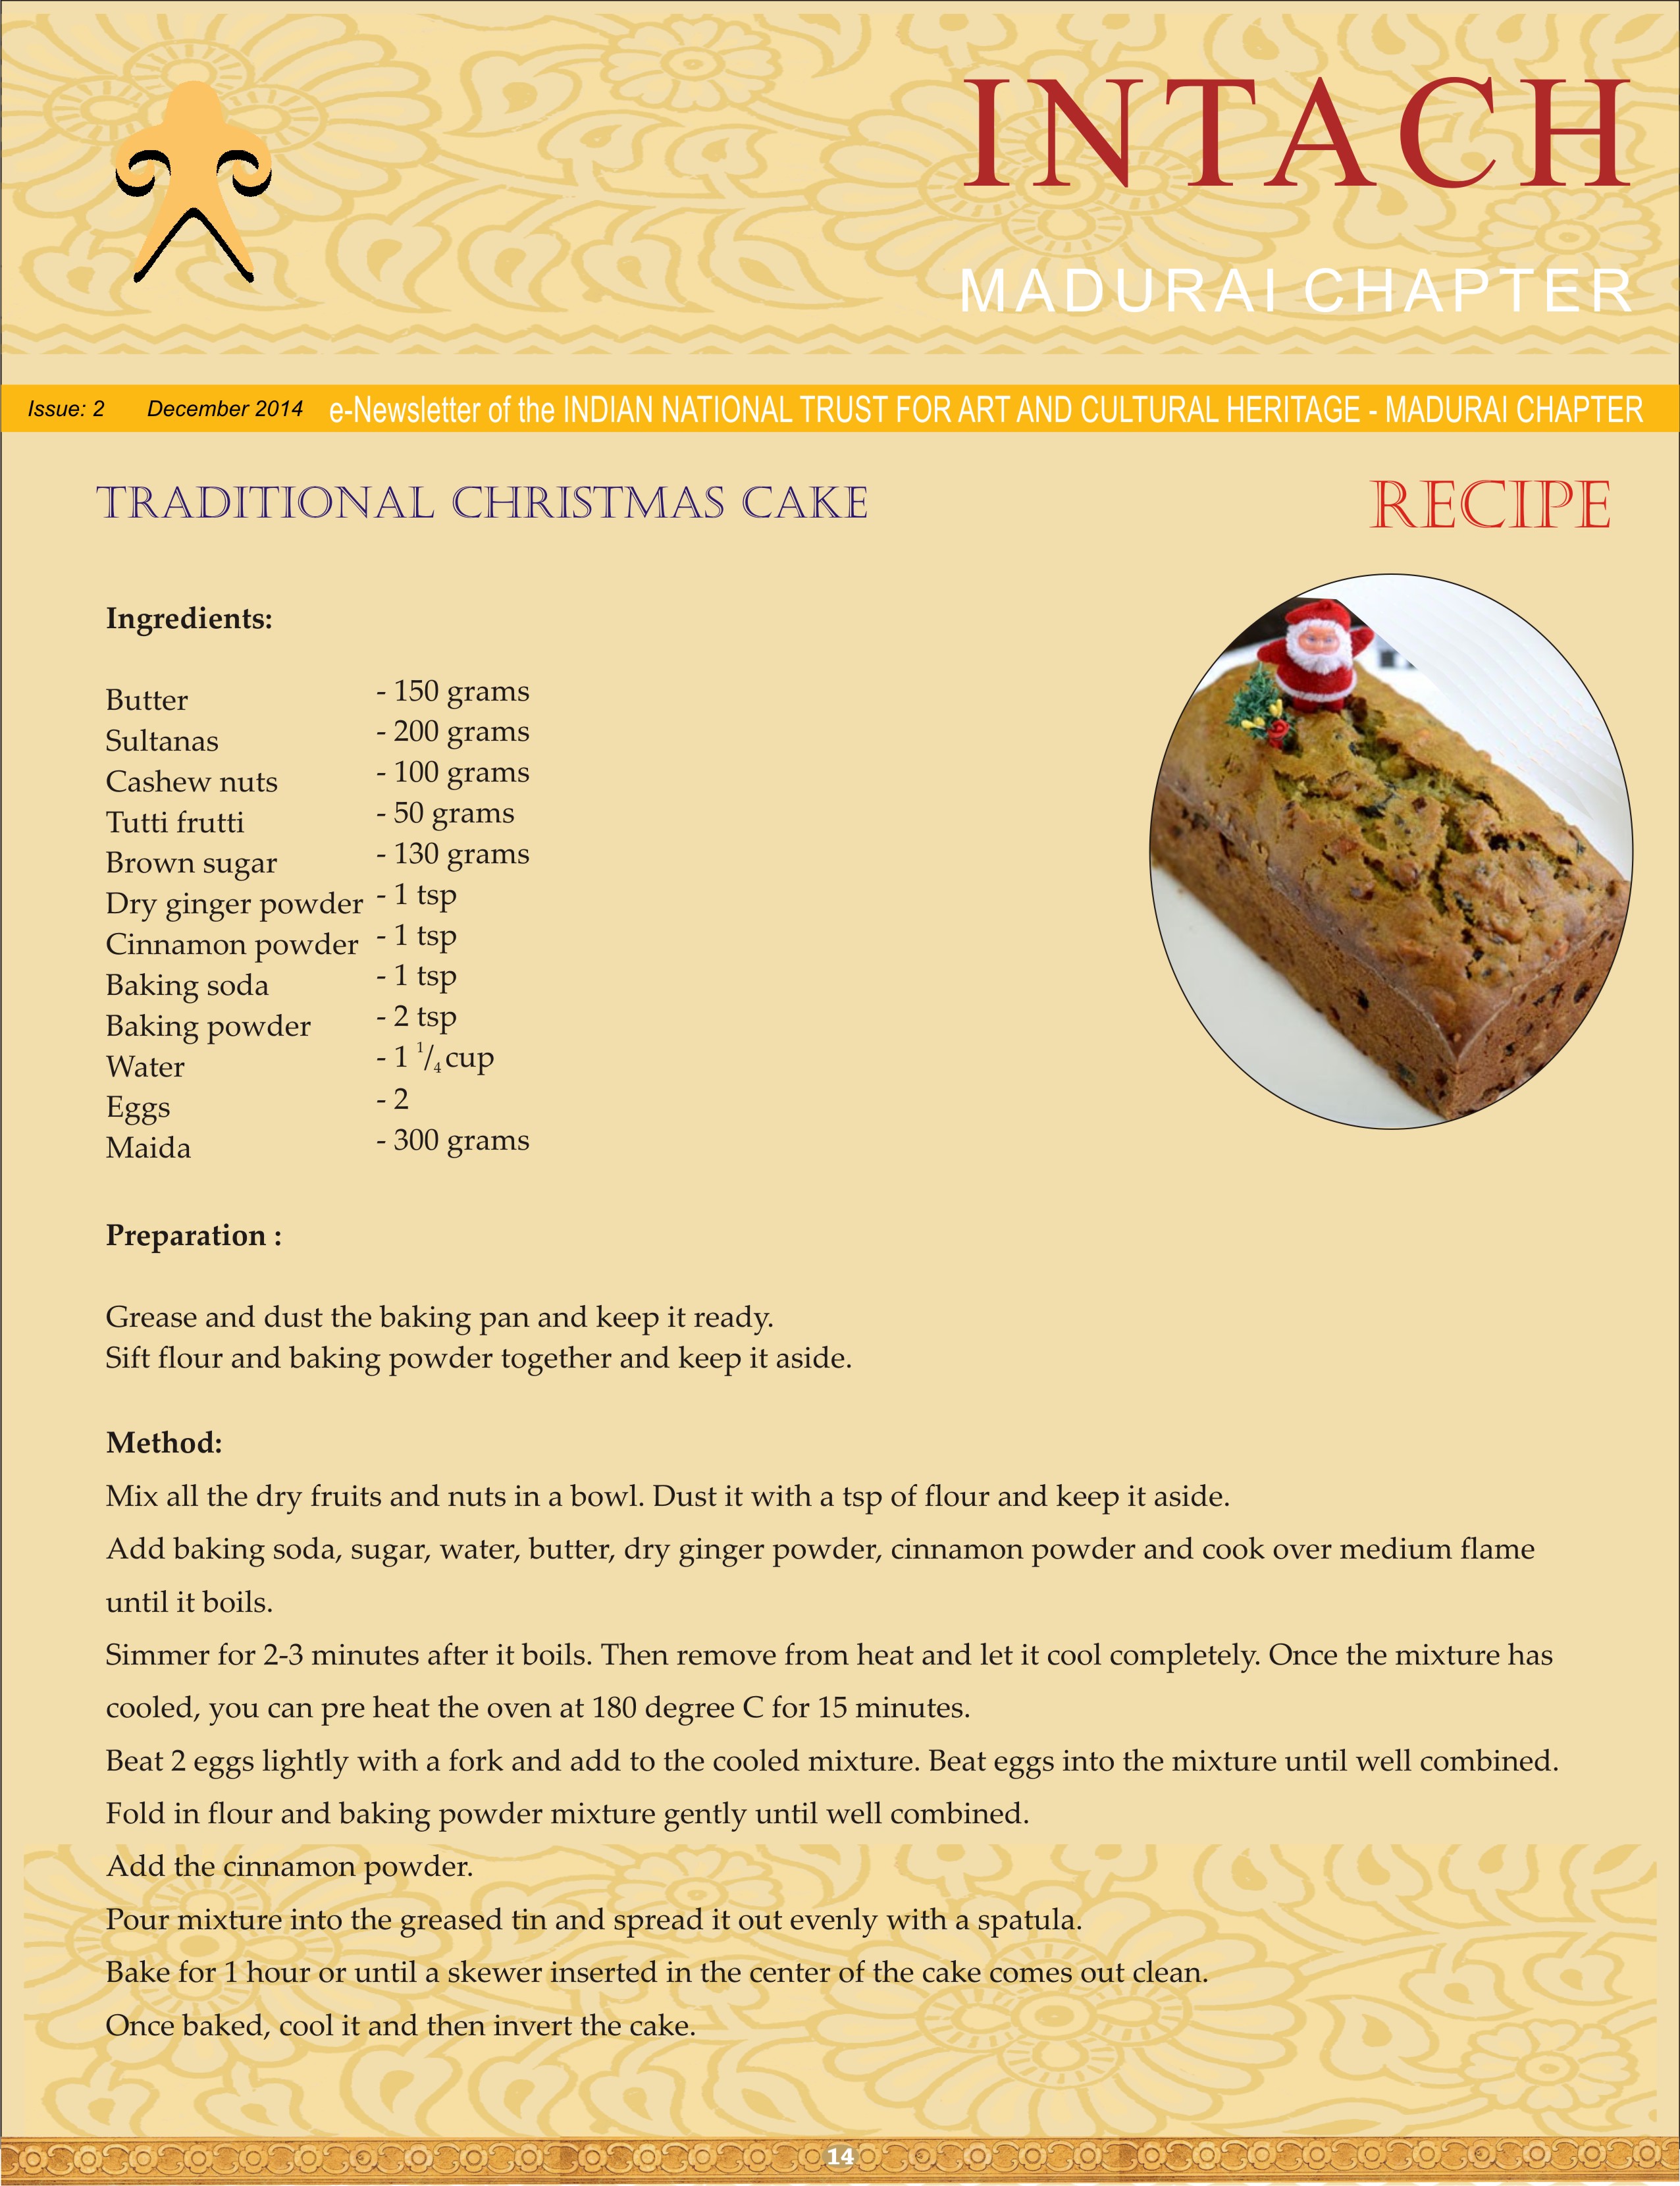 INTACH
MADURAI CHAPTER
Issue: 2 December 2014 e-Newsletter of the INDIAN NATIONAL TRUST FOR ART AND CULTURAL HERITAGE - MADURAI CHAPTER
TRADITIONAL CHRISTMAS CAKE RECIPE
Ingredients:
Butter - 150 grams
Sultanas - 200 grams
Cashew nuts - 100 grams
Tutti frutti - 50 grams
Brown sugar - 130 grams
Dry ginger powder - 1 tsp
Cinnamon powder - 1 tsp
Baking soda - 1 tsp
Baking powder - 2 tsp
Water - 1 1/4 cup
Eggs - 2
Maida - 300 grams
Preparation :
Grease and dust the baking pan and keep it ready.
Sift flour and baking powder together and keep it aside.
Method:
Mix all the dry fruits and nuts in a bowl. Dust it with a tsp of flour and keep it aside.
Add baking soda, sugar, water, butter, dry ginger powder, cinnamon powder and cook over medium flame
until it boils.
Simmer for 2-3 minutes after it boils. Then remove from heat and let it cool completely. Once the mixture has
cooled, you can pre heat the oven at 180 degree C for 15 minutes.
Beat 2 eggs lightly with a fork and add to the cooled mixture. Beat eggs into the mixture until well combined.
Fold in flour and baking powder mixture gently until well combined.
Add the cinnamon powder.
Pour mixture into the greased tin and spread it out evenly with a spatula.
Bake for 1 hour or until a skewer inserted in the center of the cake comes out clean.
Once baked, cool it and then invert the cake.
14